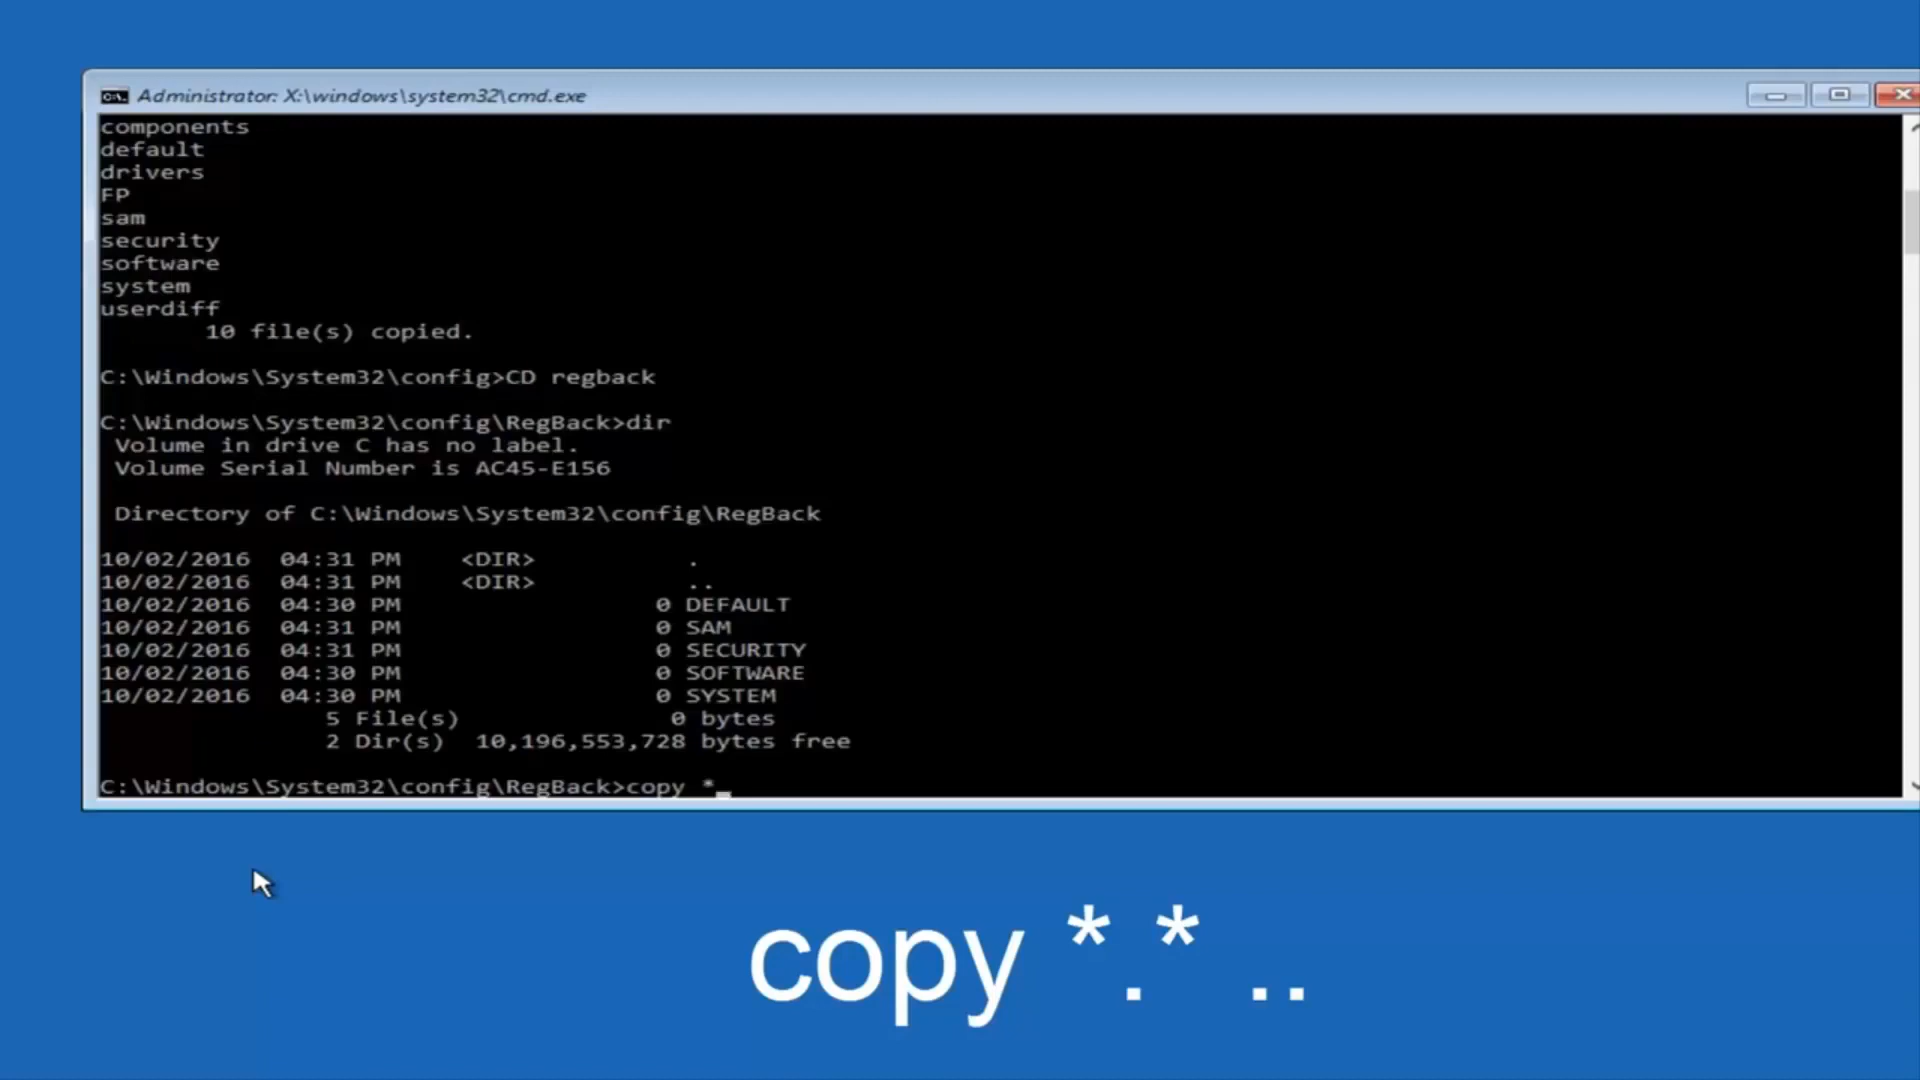 Administrator: X:\windows\system32\cmd.exe
components
default
drivers
FP
sam
security
software
system
userdiff
10 file(s) copied.
C:\Windows\System32\config>CD regback
C:\Windows\System32\config\RegBack>dir
Volume in drive C has no label.
Volume Serial Number is AC45-E156
Directory of C:\Windows\System32\config\RegBack
10/02/2016 04:31 PM <DIR> .
10/02/2016 04:31 PM <DIR> ..
10/02/2016 04:30 PM 0 DEFAULT
10/02/2016 04:31 PM 0 SAM
10/02/2016 04:31 PM 0 SECURITY
10/02/2016 04:30 PM 0 SOFTWARE
10/02/2016 04:30 PM 0 SYSTEM
5 File(s) 0 bytes
2 Dir(s) 10,196,553,728 bytes free
C:\Windows\System32\config\RegBack>copy *_
copy *.* ..